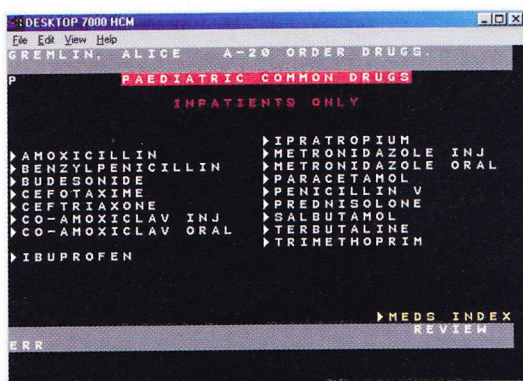 DESKTOP 7000 HCM
File Edit View Help
GREMLIN, ALICE A-20 ORDER DRUGS.
P PAEDIATRIC COMMON DRUGS
INPATIENTS ONLY
AMOXICILLIN
BENZYLPENICILLIN
BUDESONIDE
CEFOTAXIME
CEFTRIAXONE
CO-AMOXICLAV INJ
CO-AMOXICLAV ORAL
IBUPROFEN
IPRATROPIUM
METRONIDAZOLE INJ
METRONIDAZOLE ORAL
PARACETAMOL
PENICILLIN V
PREDNISOLONE
SALBUTAMOL
TERBUTALINE
TRIMETHOPRIM
MEDS INDEX
REVIEW
ERR